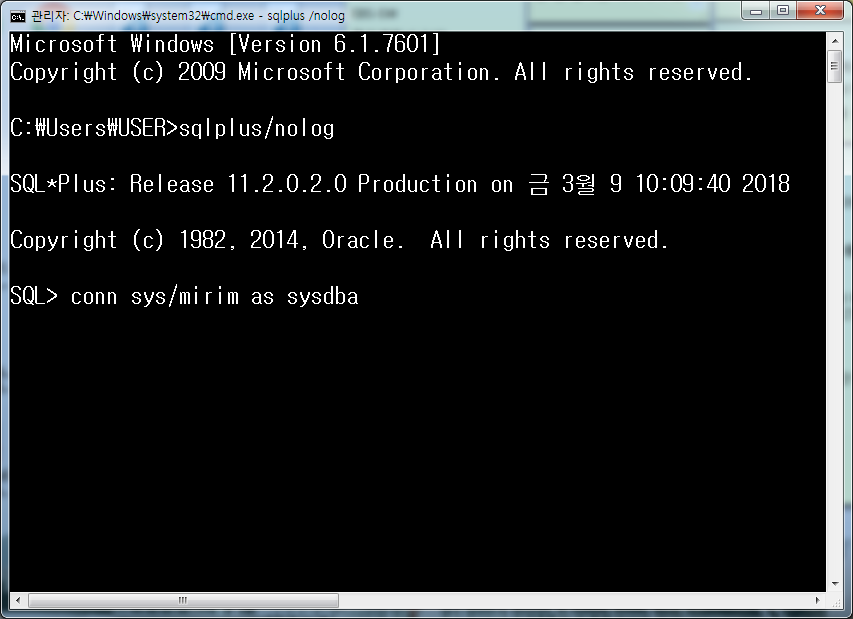 관리자: C:₩Windows₩system32₩cmd.exe - sqlplus /nolog
Microsoft Windows [Version 6.1.7601]
Copyright (c) 2009 Microsoft Corporation. All rights reserved.
C:₩Users₩USER>sqlplus/nolog
SQL*Plus: Release 11.2.0.2.0 Production on 금 3월 9 10:09:40 2018
Copyright (c) 1982, 2014, Oracle.  All rights reserved.
SQL> conn sys/mirim as sysdba